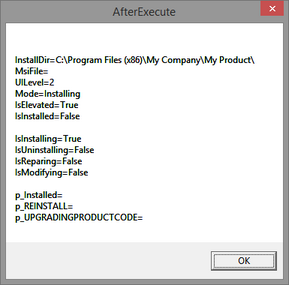 AfterExecute
InstallDir=C:\Program Files (x86)\My Company\My Product\
MsiFile=
UILevel=2
Mode=Installing
IsElevated=True
IsInstalled=False
IsInstalling=True
IsUninstalling=False
IsReparing=False
IsModifying=False
p_Installed=
p_REINSTALL=
p_UPGRADINGPRODUCTCODE=
OK